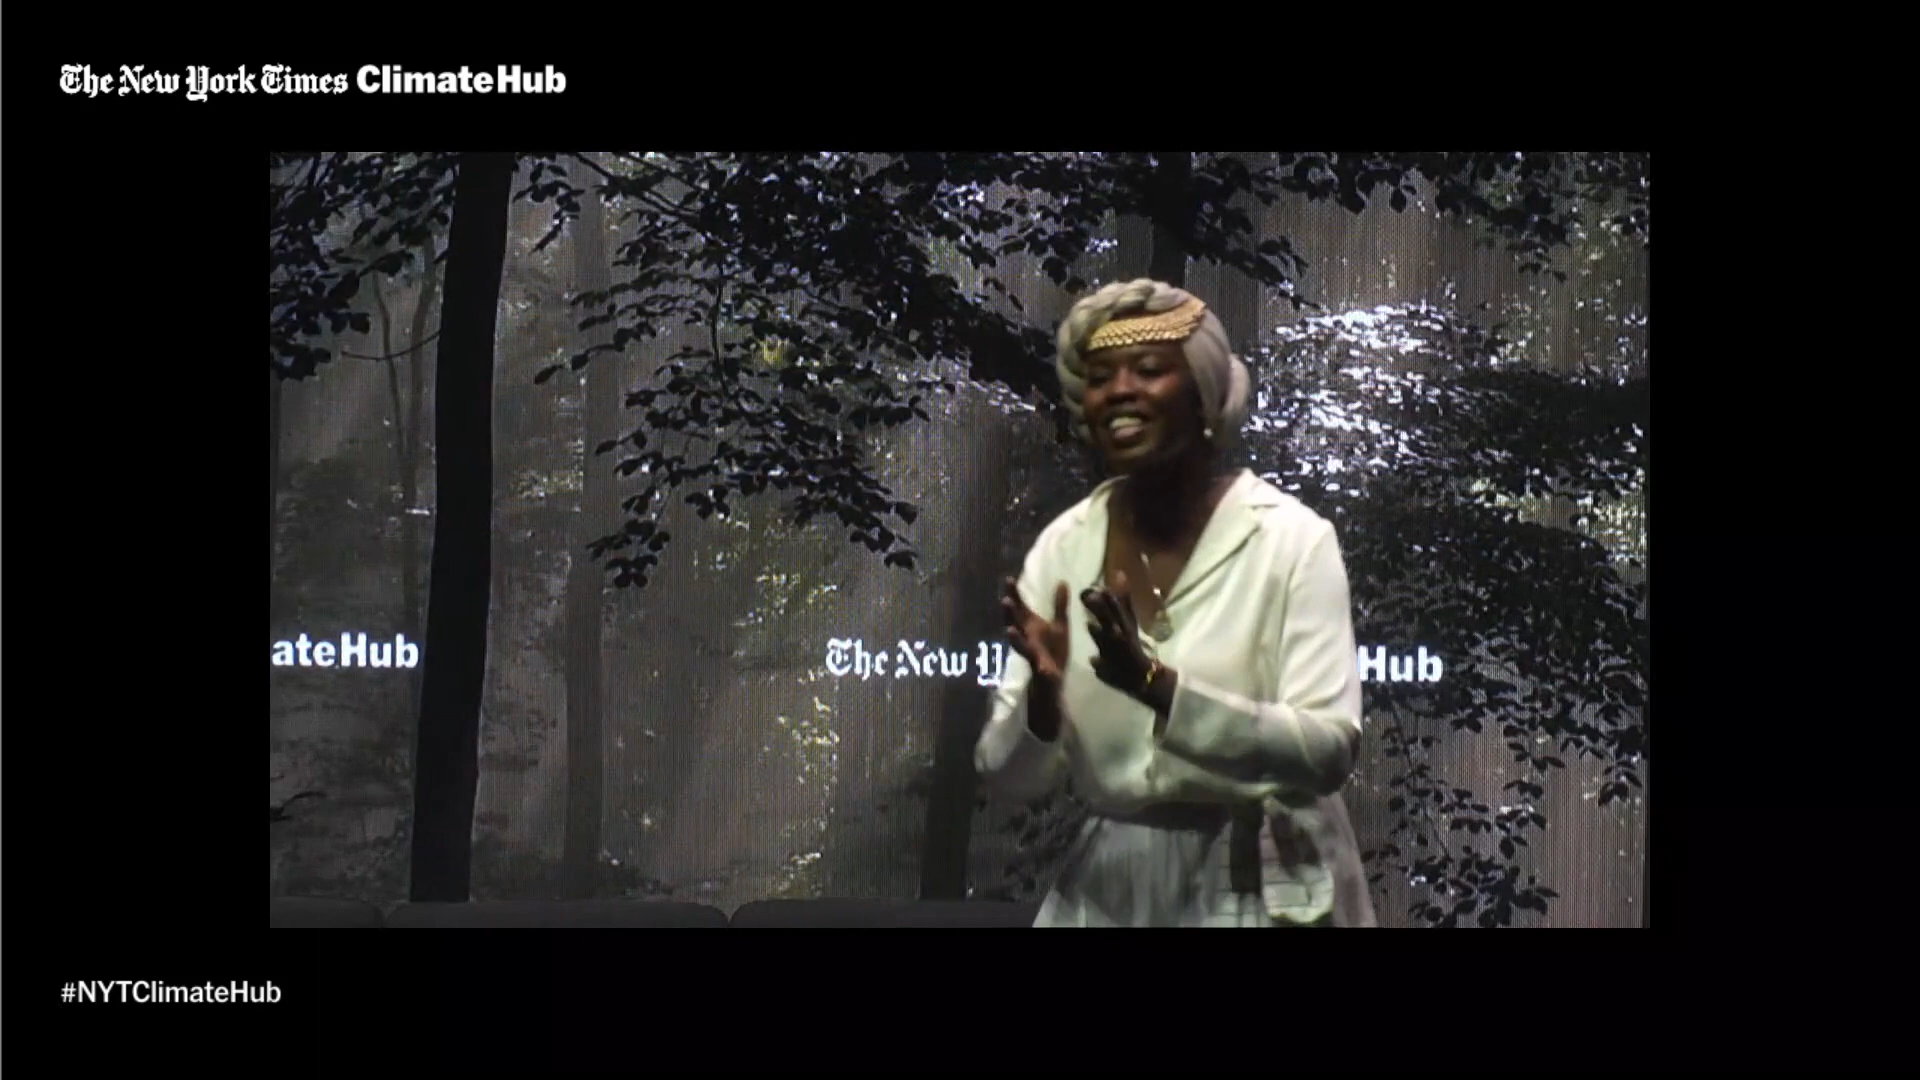 The New York Times Climate Hub
ateHub
The New Y
Hub
#NYTClimateHub